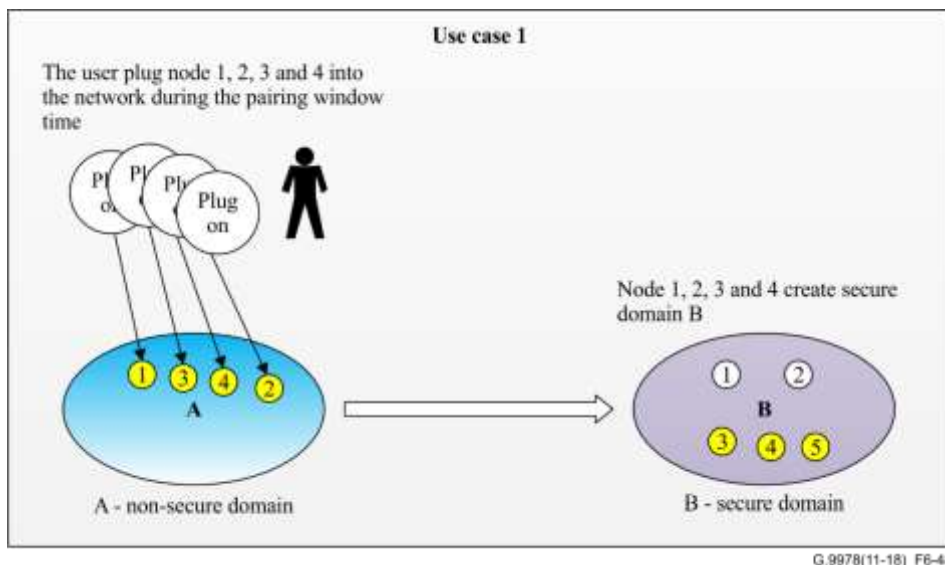 Use case 1
The user plug node 1, 2, 3 and 4 into
the network during the pairing window
time
Plug
Plug
on
Node 1, 2, 3 and 4 create secure
domain B
1
3
4
2
A
1
2
B
3
4
5
A - non-secure domain
B - secure domain
G.9978(11-18)_F6-4